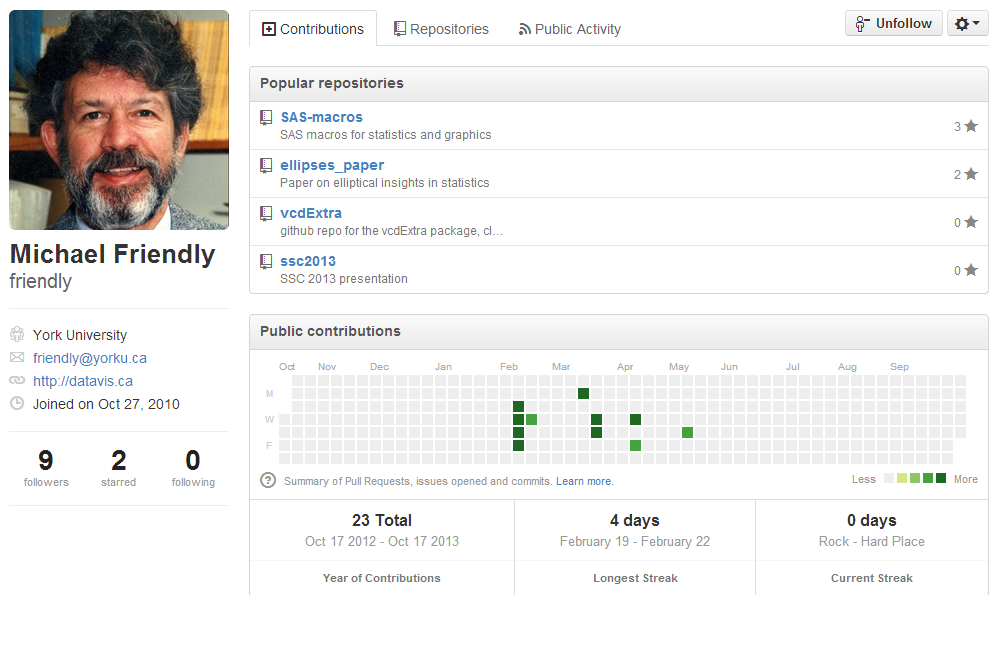 Contributions Repositories Public Activity Unfollow
Popular repositories
SAS-macros
SAS macros for statistics and graphics
3
ellipses_paper
Paper on elliptical insights in statistics
2
vcdExtra
github repo for the vcdExtra package, cl…
0
ssc2013
SSC 2013 presentation
0
Michael Friendly
friendly
York University
friendly@yorku.ca
http://datavis.ca
Joined on Oct 27, 2010
9 2 0
followers starred following
Public contributions
Oct Nov Dec Jan Feb Mar Apr May Jun Jul Aug Sep
M
W
F
? Summary of Pull Requests, issues opened and commits. Learn more. Less More
23 Total
Oct 17 2012 - Oct 17 2013
Year of Contributions
4 days
February 19 - February 22
Longest Streak
0 days
Rock - Hard Place
Current Streak